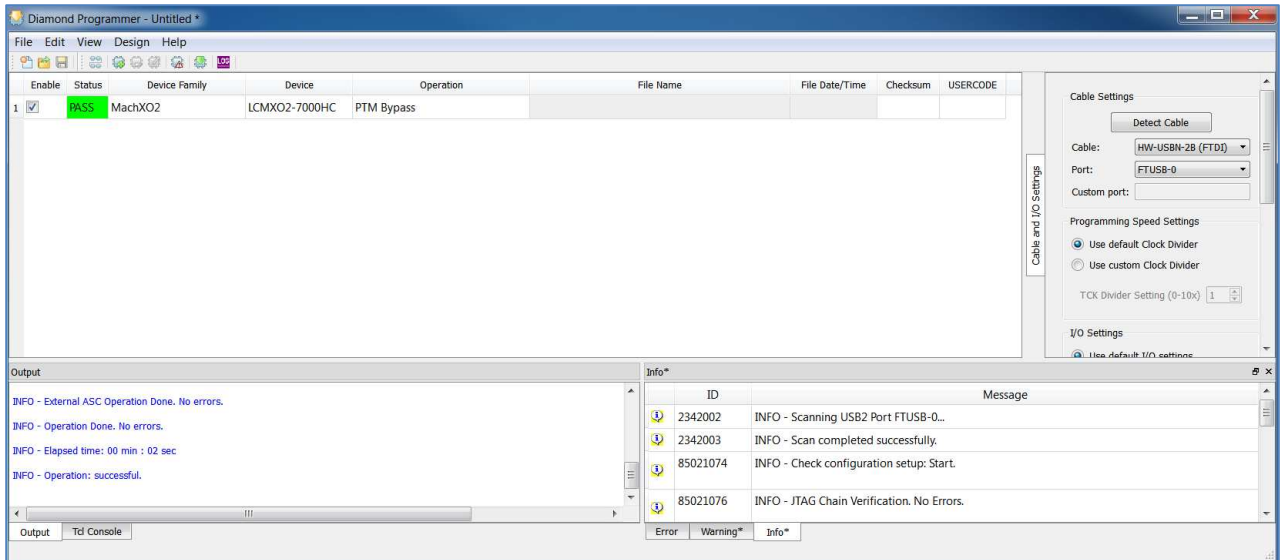 Diamond Programmer - Untitled *
File Edit View Design Help
LOG
Enable Status Device Family Device Operation File Name File Date/Time Checksum USERCODE
1 PASS MachXO2 LCMXO2-7000HC PTM Bypass
Cable and I/O Settings
Cable Settings
Detect Cable
Cable: HW-USBN-2B (FTDI)
Port: FTUSB-0
Custom port:
Programming Speed Settings
Use default Clock Divider
Use custom Clock Divider
TCK Divider Setting (0-10x) 1
I/O Settings
Use default I/O settings
Output
INFO - External ASC Operation Done. No errors.
INFO - Operation Done. No errors.
INFO - Elapsed time: 00 min : 02 sec
INFO - Operation: successful.
Output Tcl Console
Info*
ID Message
2342002 INFO - Scanning USB2 Port FTUSB-0...
2342003 INFO - Scan completed successfully.
85021074 INFO - Check configuration setup: Start.
85021076 INFO - JTAG Chain Verification. No Errors.
Error Warning* Info*